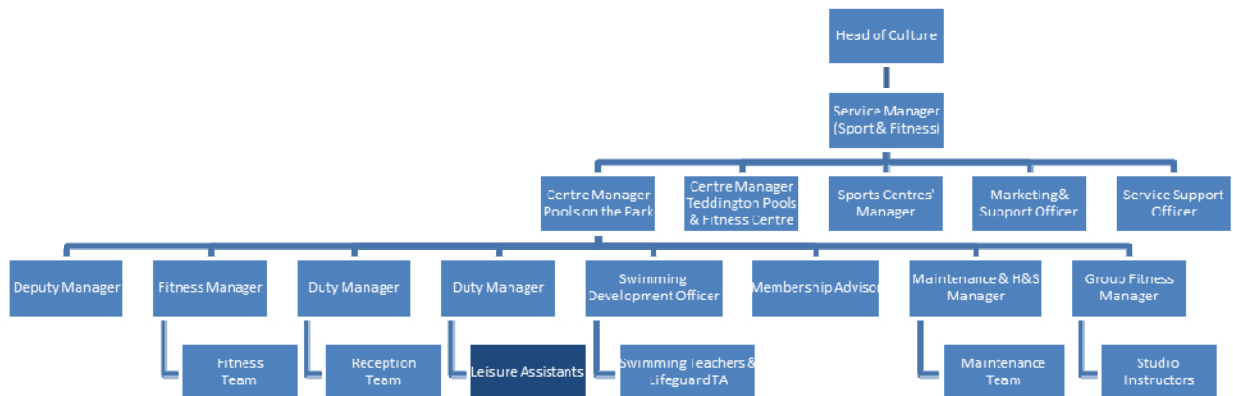 Head of Culture
Service Manager
(Sport & Fitness)
Centre Manager
Pools on the Park
Centre Manager
Teddington Pools
& Fitness Centre
Sports Centres'
Manager
Marketing &
Support Officer
Service Support
Officer
Deputy Manager
Fitness Manager
Duty Manager
Duty Manager
Swimming
Development Officer
Membership Advisor
Maintenance & H&S
Manager
Group Fitness
Manager
Fitness
Team
Reception
Team
Leisure Assistants
Swimming Teachers &
Lifeguard TA
Maintenance
Team
Studio
Instructors